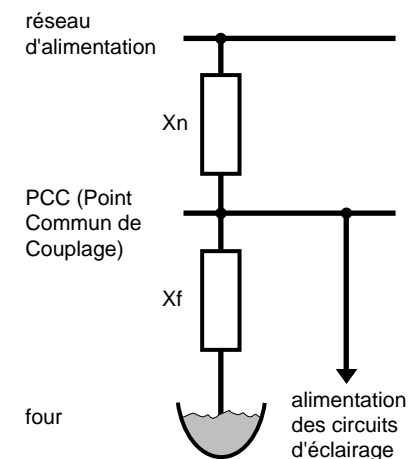 réseau
d'alimentation
Xn
PCC (Point
Commun de
Couplage)
Xf
four
alimentation
des circuits
d'éclairage